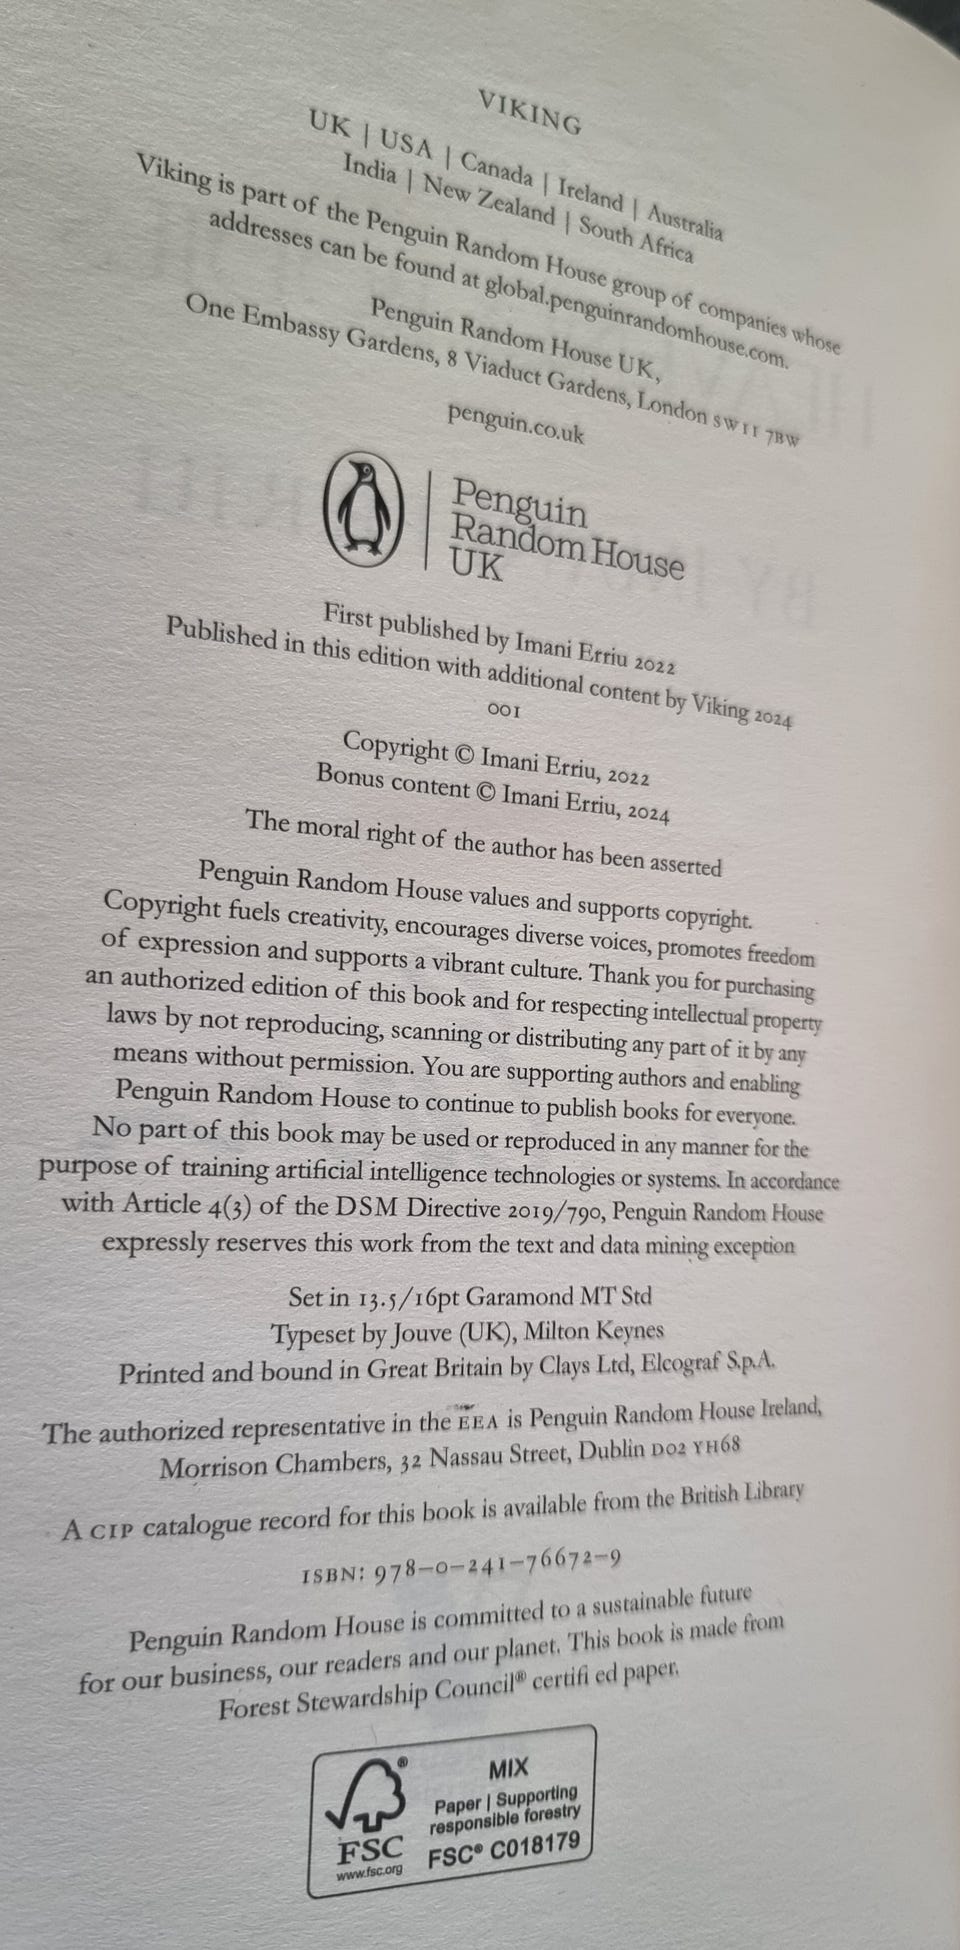 VIKING
UK | USA | Canada | Ireland | Australia
India | New Zealand | South Africa
Viking is part of the Penguin Random House group of companies whose
addresses can be found at global.penguinrandomhouse.com.
Penguin Random House UK,
One Embassy Gardens, 8 Viaduct Gardens, London SW11 7BW
penguin.co.uk
Penguin
Random House
UK
First published by Imani Erriu 2022
Published in this edition with additional content by Viking 2024
001
Copyright © Imani Erriu, 2022
Bonus content © Imani Erriu, 2024
The moral right of the author has been asserted
Penguin Random House values and supports copyright.
Copyright fuels creativity, encourages diverse voices, promotes freedom
of expression and supports a vibrant culture. Thank you for purchasing
an authorized edition of this book and for respecting intellectual property
laws by not reproducing, scanning or distributing any part of it by any
means without permission. You are supporting authors and enabling
Penguin Random House to continue to publish books for everyone.
No part of this book may be used or reproduced in any manner for the
purpose of training artificial intelligence technologies or systems. In accordance
with Article 4(3) of the DSM Directive 2019/790, Penguin Random House
expressly reserves this work from the text and data mining exception
Set in 13.5/16pt Garamond MT Std
Typeset by Jouve (UK), Milton Keynes
Printed and bound in Great Britain by Clays Ltd, Elcograf S.p.A.
The authorized representative in the EEA is Penguin Random House Ireland,
Morrison Chambers, 32 Nassau Street, Dublin D02 YH68
A CIP catalogue record for this book is available from the British Library
ISBN: 978–0–241–76672–9
Penguin Random House is committed to a sustainable future
for our business, our readers and our planet. This book is made from
Forest Stewardship Council® certifi ed paper.
FSC
www.fsc.org
MIX
Paper | Supporting
responsible forestry
FSC® C018179